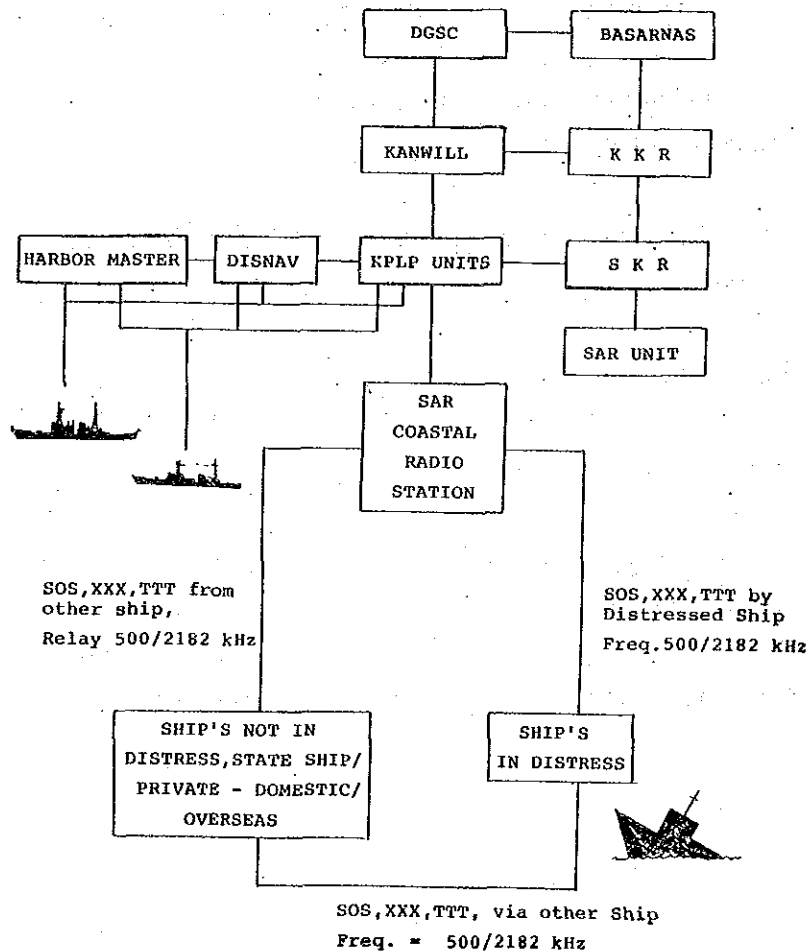 DGSC
BASARNAS
KANWILL
K K R
HARBOR MASTER
DISNAV
KPLP UNITS
S K R
SAR UNIT
SAR
COASTAL
RADIO
STATION
SOS,XXX,TTT from
other ship,
Relay 500/2182 kHz
SOS,XXX,TTT by
Distressed Ship
Freq.500/2182 kHz
SHIP'S NOT IN
DISTRESS,STATE SHIP/
PRIVATE - DOMESTIC/
OVERSEAS
SHIP'S
IN DISTRESS
SOS,XXX,TTT, via other Ship
Freq. = 500/2182 kHz